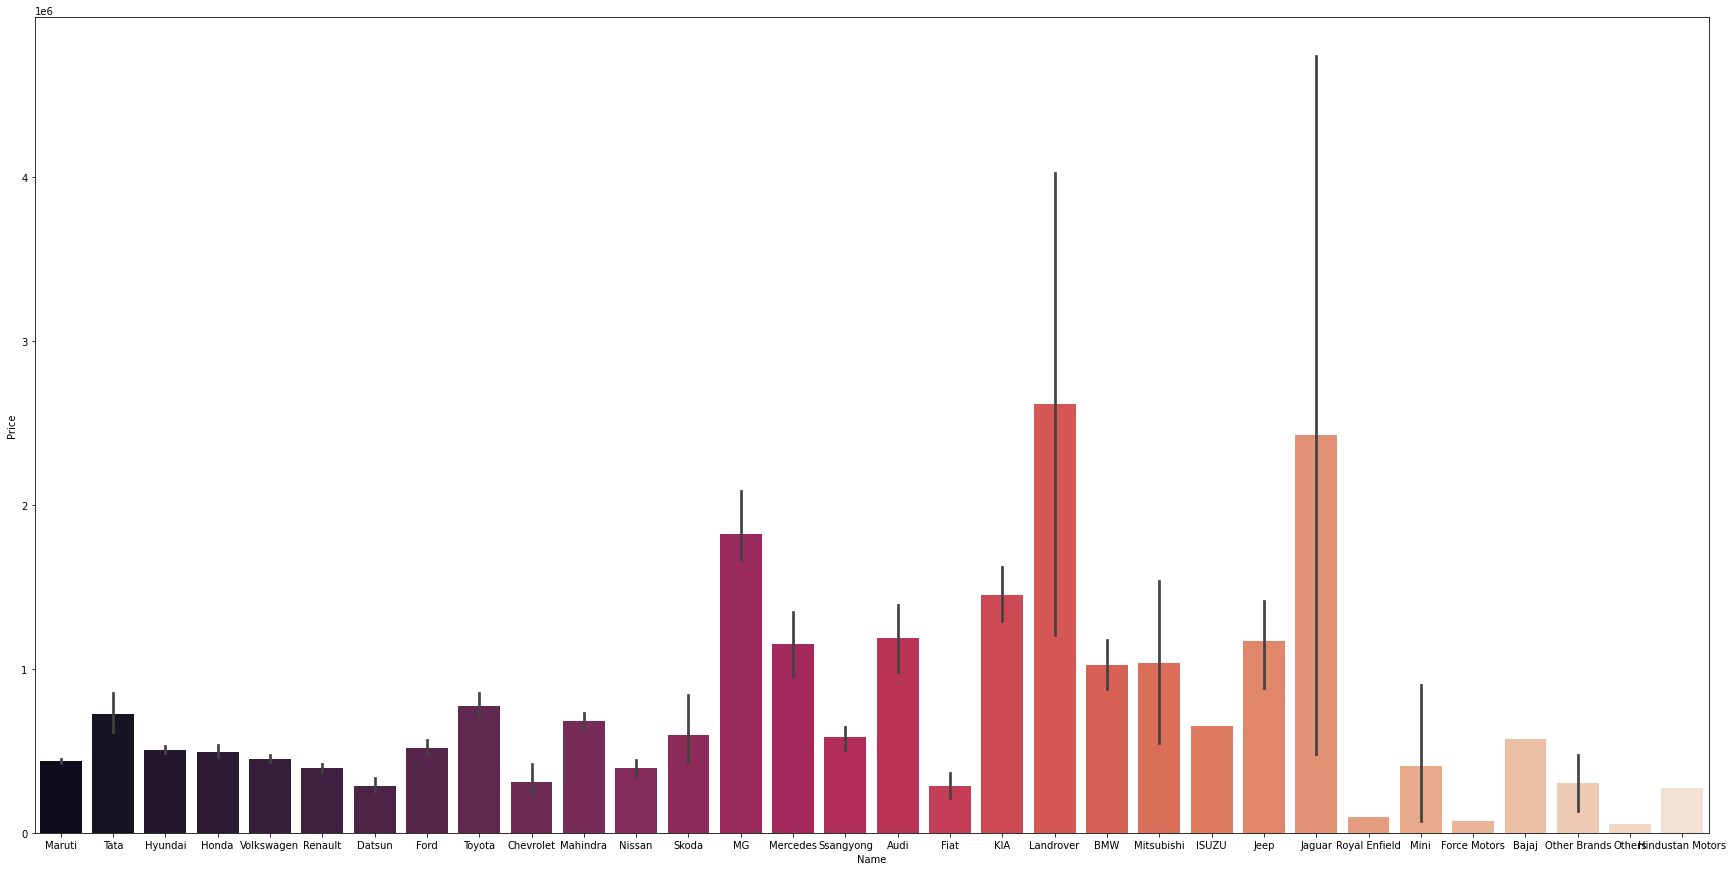 1e6
4
3
2
1
0
Price
Maruti Tata Hyundai Honda Volkswagen Renault Datsun Ford Toyota Chevrolet Mahindra Nissan Skoda MG Mercedes Ssangyong Audi Fiat KIA Landrover BMW Mitsubishi ISUZU Jeep Jaguar Royal Enfield Mini Force Motors Bajaj Other Brands Others Hindustan Motors
Name